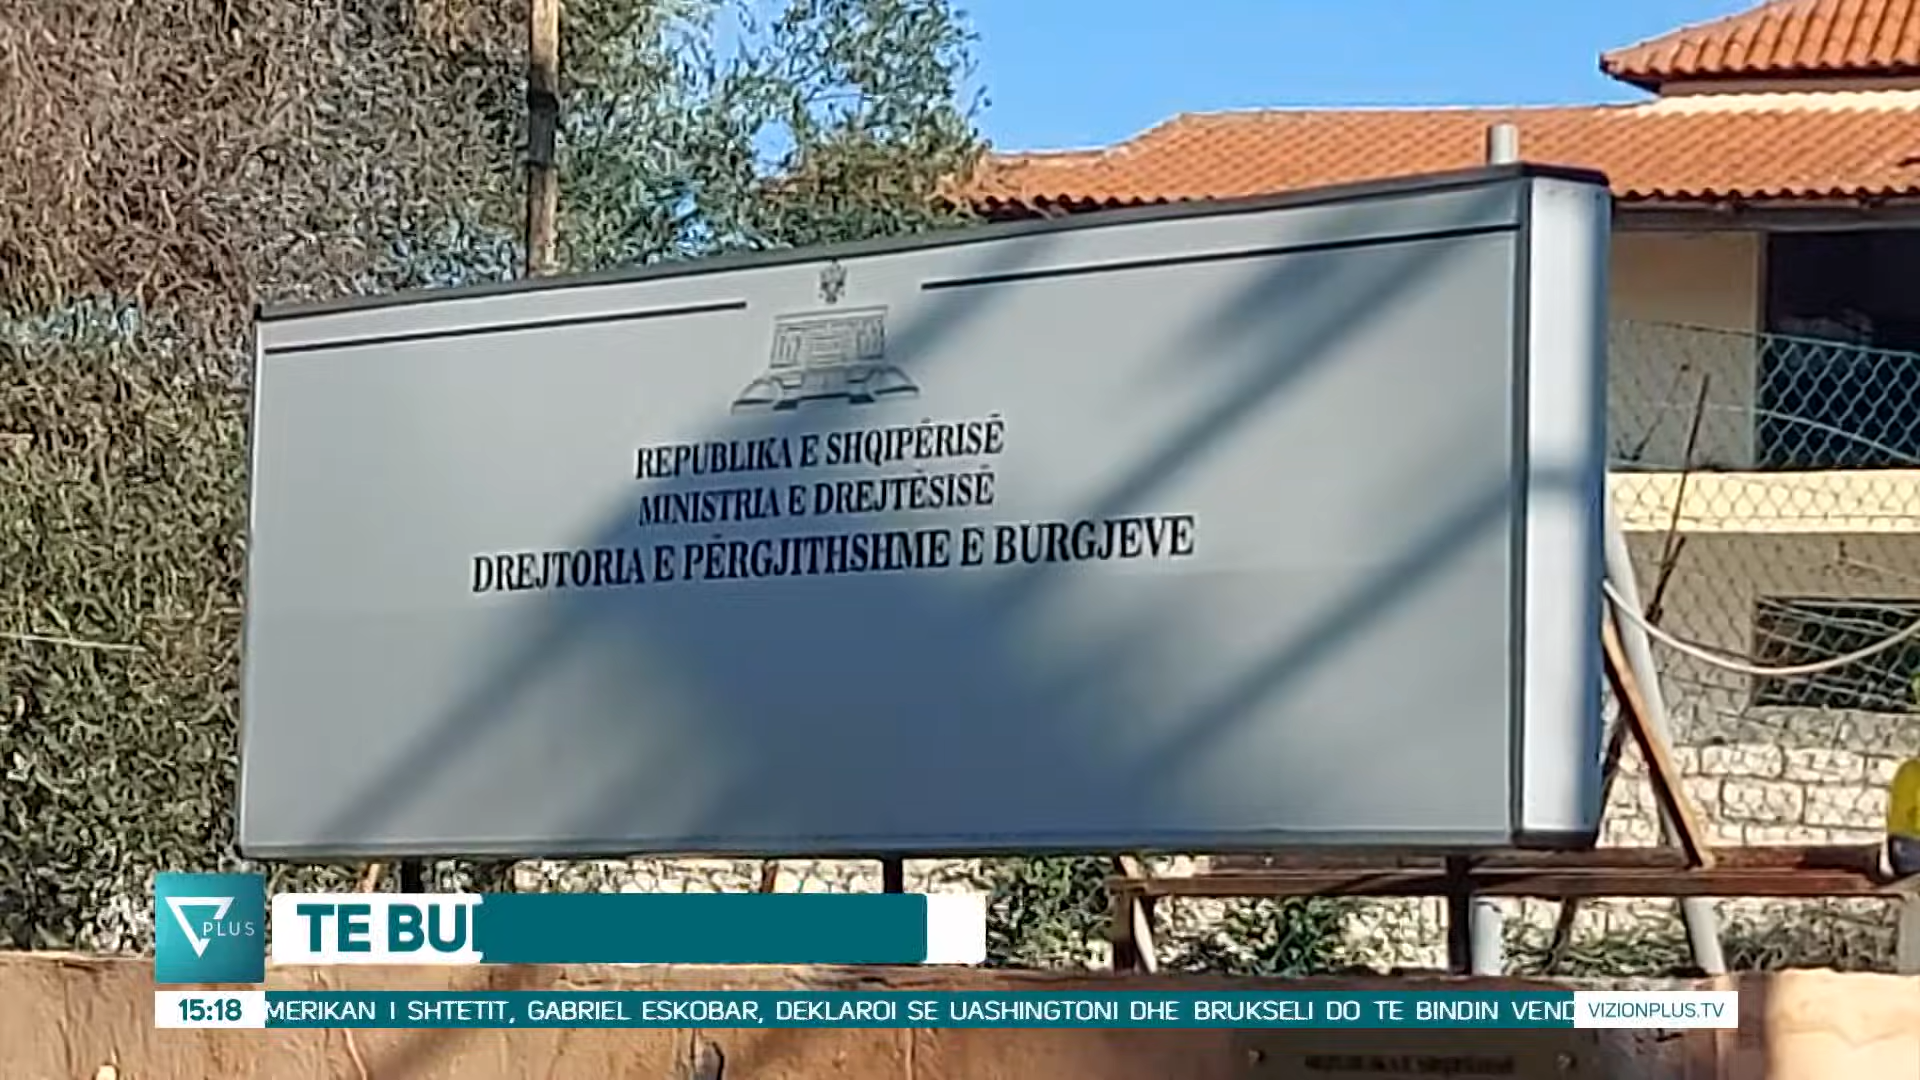 REPUBLIKA E SHQIPËRISË
MINISTRIA E DREJTËSISË
DREJTORIA E PËRGJITHSHME E BURGJEVE
PLUS
TE BU
15:18 MERIKAN I SHTETIT, GABRIEL ESKOBAR, DEKLAROI SE UASHINGTONI DHE BRUKSELI DO TE BINDIN VEND VIZIONPLUS.TV